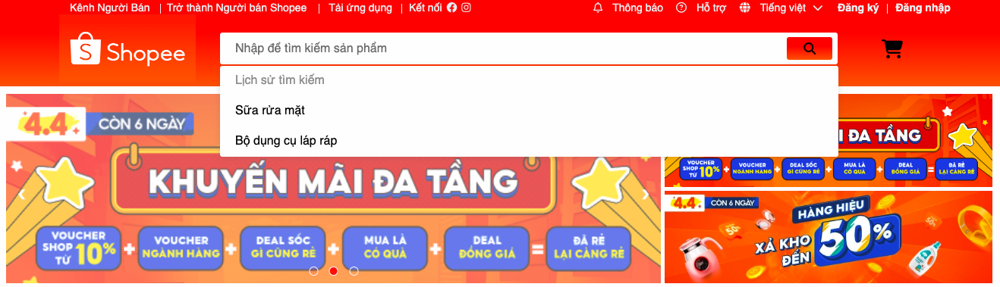 Kênh Người Bán | Trở thành Người bán Shopee | Tải ứng dụng | Kết nối
Thông báo Hỗ trợ Tiếng việt Đăng ký | Đăng nhập
Shopee
Nhập để tìm kiếm sản phẩm
Lịch sử tìm kiếm
Sữa rửa mặt
Bộ dụng cụ láp ráp
4.4
CÒN 6 NGÀY
KHUYẾN MÃI ĐA TẦNG
VOUCHER SHOP TỪ 10% + VOUCHER NGÀNH HÀNG + DEAL SỐC GÌ CŨNG RẺ + MUA LÀ CÓ QUÀ + DEAL ĐỒNG GIÁ = ĐÃ RẺ LẠI CÀNG RẺ
I ĐA TẦNG
VOUCHER SHOP TỪ 10% + VOUCHER NGÀNH HÀNG + DEAL SỐC GÌ CŨNG RẺ + MUA LÀ CÓ QUÀ + DEAL ĐỒNG GIÁ = ĐÃ RẺ LẠI CÀNG RẺ
4.4
CÒN 6 NGÀY
HÀNG HIỆU
XẢ KHO ĐẾN 50%